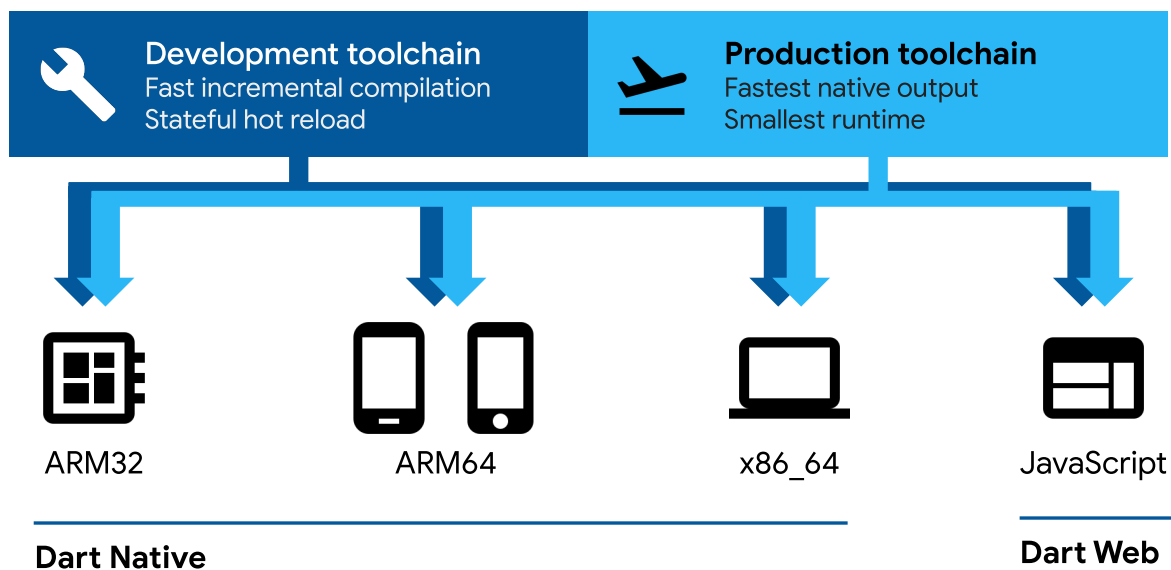 Development toolchain
Fast incremental compilation
Stateful hot reload
Production toolchain
Fastest native output
Smallest runtime
ARM32
ARM64
x86_64
JavaScript
Dart Native
Dart Web